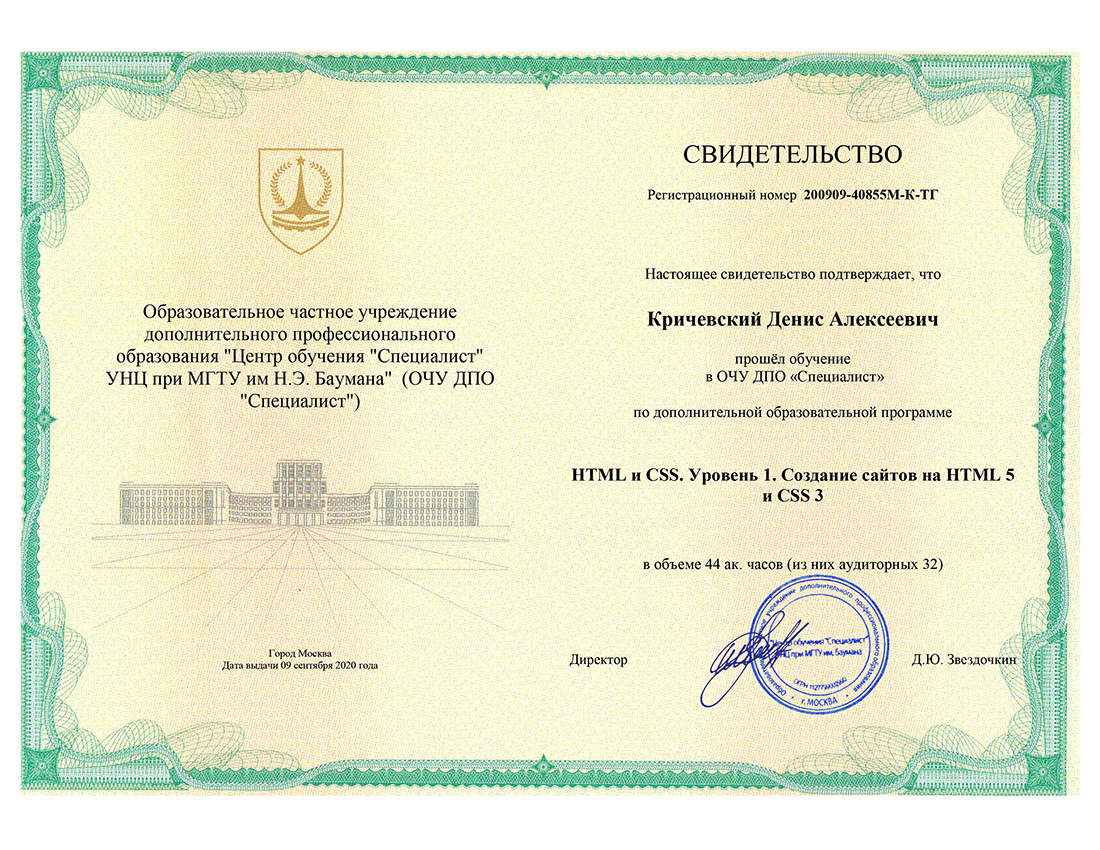 Образовательное частное учреждение
дополнительного профессионального
образования "Центр обучения "Специалист"
УНЦ при МГТУ им Н.Э. Баумана" (ОЧУ ДПО
"Специалист")
Город Москва
Дата выдачи 09 сентября 2020 года
СВИДЕТЕЛЬСТВО
Регистрационный номер 200909-40855М-К-ТГ
Настоящее свидетельство подтверждает, что
Кричевский Денис Алексеевич
прошёл обучение
в ОЧУ ДПО «Специалист»
по дополнительной образовательной программе
HTML и CSS. Уровень 1. Создание сайтов на HTML 5
и CSS 3
в объеме 44 ак. часов (из них аудиторных 32)
Директор
Д.Ю. Звездочкин
учреждение дополнительного профессионального образования
обучения "Специалист"
УНЦ при МГТУ им. Баумана
г. МОСКВА